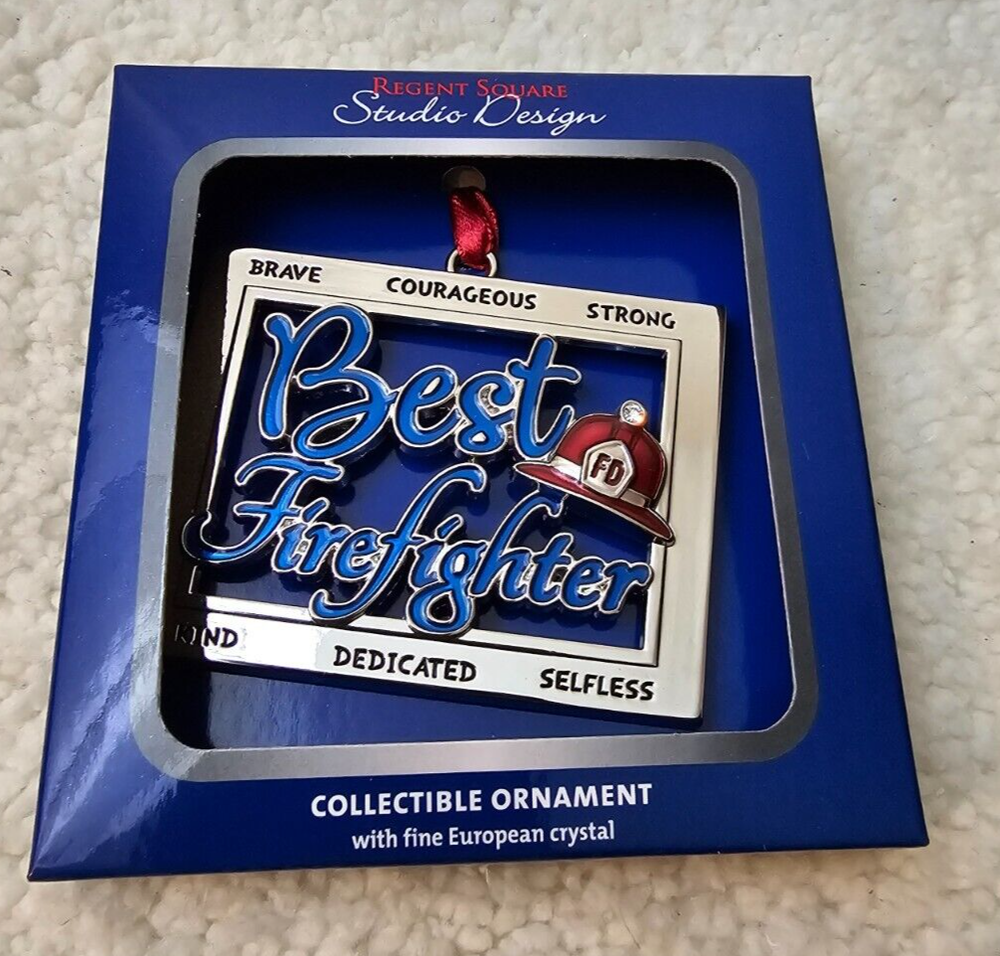 REGENT SQUARE
Studio Design
BRAVE COURAGEOUS STRONG
Best
FD
Firefighter
KIND DEDICATED SELFLESS
COLLECTIBLE ORNAMENT
with fine European crystal